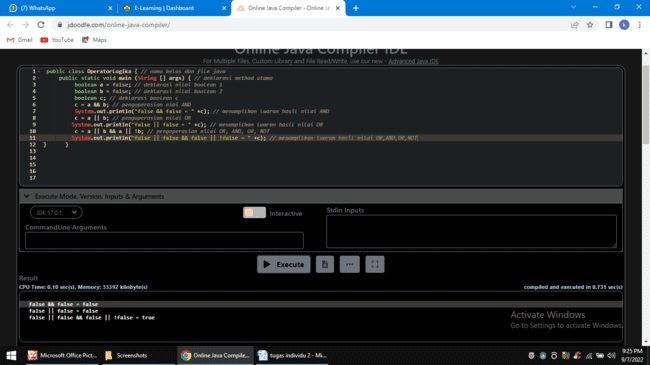 (7) WhatsApp
E-Learning | Dashboard
Online Java Compiler - Online Ja
jdoodle.com/online-java-compiler/
Gmail
YouTube
Maps
Online Java Compiler IDE
For Multiple Files, Custom Library and File Read/Write, use our new - Advanced Java IDE
1 public class OperatorLogika { // nama kelas dan file java
2 public static void main (String [] args) { // deklarasi method utama
3 boolean a = false; // deklarasi nilai boolean 1
4 boolean b = false; // deklarasi nilai boolean 2
5 boolean c; // deklarasi boolean c
6 c = a && b; // pengoperasian nilai AND
7 System.out.println("false && false = " +c); // menampilkan luaran hasil nilai AND
8 c = a || b; // pengoperasian nilai OR
9 System.out.println("false || false = " +c); // menampilkan luaran hasil nilai OR
10 c = a || b && a || !b; // pengoperasian nilai OR, AND, OR, NOT
11 System.out.println("false || false && false || !false = " +c); // menampilkan luaran hasil nilai OR,AND,OR,NOT
12 } }
13
14
15
16
17
Execute Mode, Version, Inputs & Arguments
JDK 17.0.1
Interactive
Stdin Inputs
CommandLine Arguments
Execute
Result
CPU Time: 0.10 sec(s), Memory: 33392 kilobyte(s)
compiled and executed in 0.731 sec(s)
False && false = false
false || false = false
false || false && false || !false = true
Activate Windows
Go to Settings to activate Windows.
Microsoft Office Pict...
Screenshots
Online Java Compile...
tugas individu 2 - Mi...
9:25 PM
9/7/2022